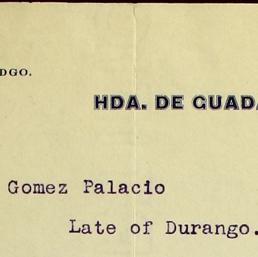 DGO.
HDA. DE GUADA
Gomez Palacio
Late of Durango.